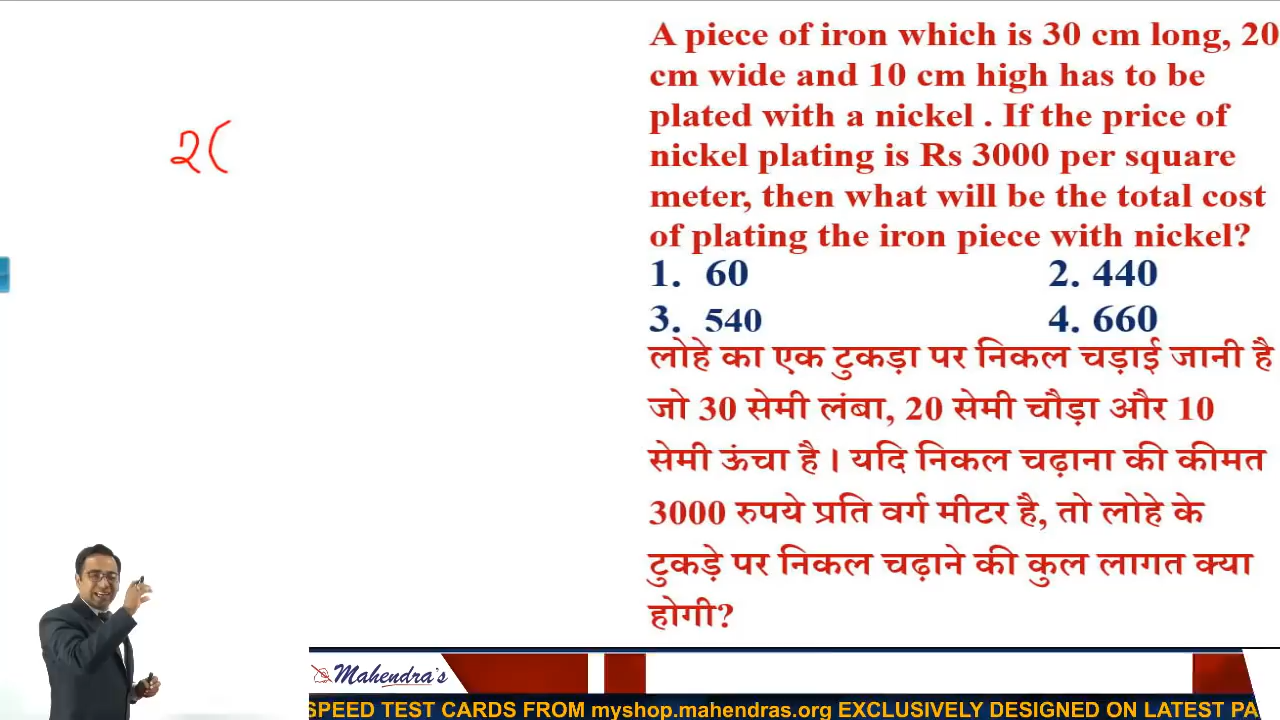 2(
A piece of iron which is 30 cm long, 20
cm wide and 10 cm high has to be
plated with a nickel . If the price of
nickel plating is Rs 3000 per square
meter, then what will be the total cost
of plating the iron piece with nickel?
1. 60 2. 440
3. 540 4. 660
लोहे का एक टुकड़ा पर निकल चड़ाई जानी है
जो 30 सेमी लंबा, 20 सेमी चौड़ा और 10
सेमी ऊंचा है । यदि निकल चढ़ाना की कीमत
3000 रुपये प्रति वर्ग मीटर है, तो लोहे के
टुकड़े पर निकल चढ़ाने की कुल लागत क्या
होगी?
Mahendra's
SPEED TEST CARDS FROM myshop.mahendras.org EXCLUSIVELY DESIGNED ON LATEST PA